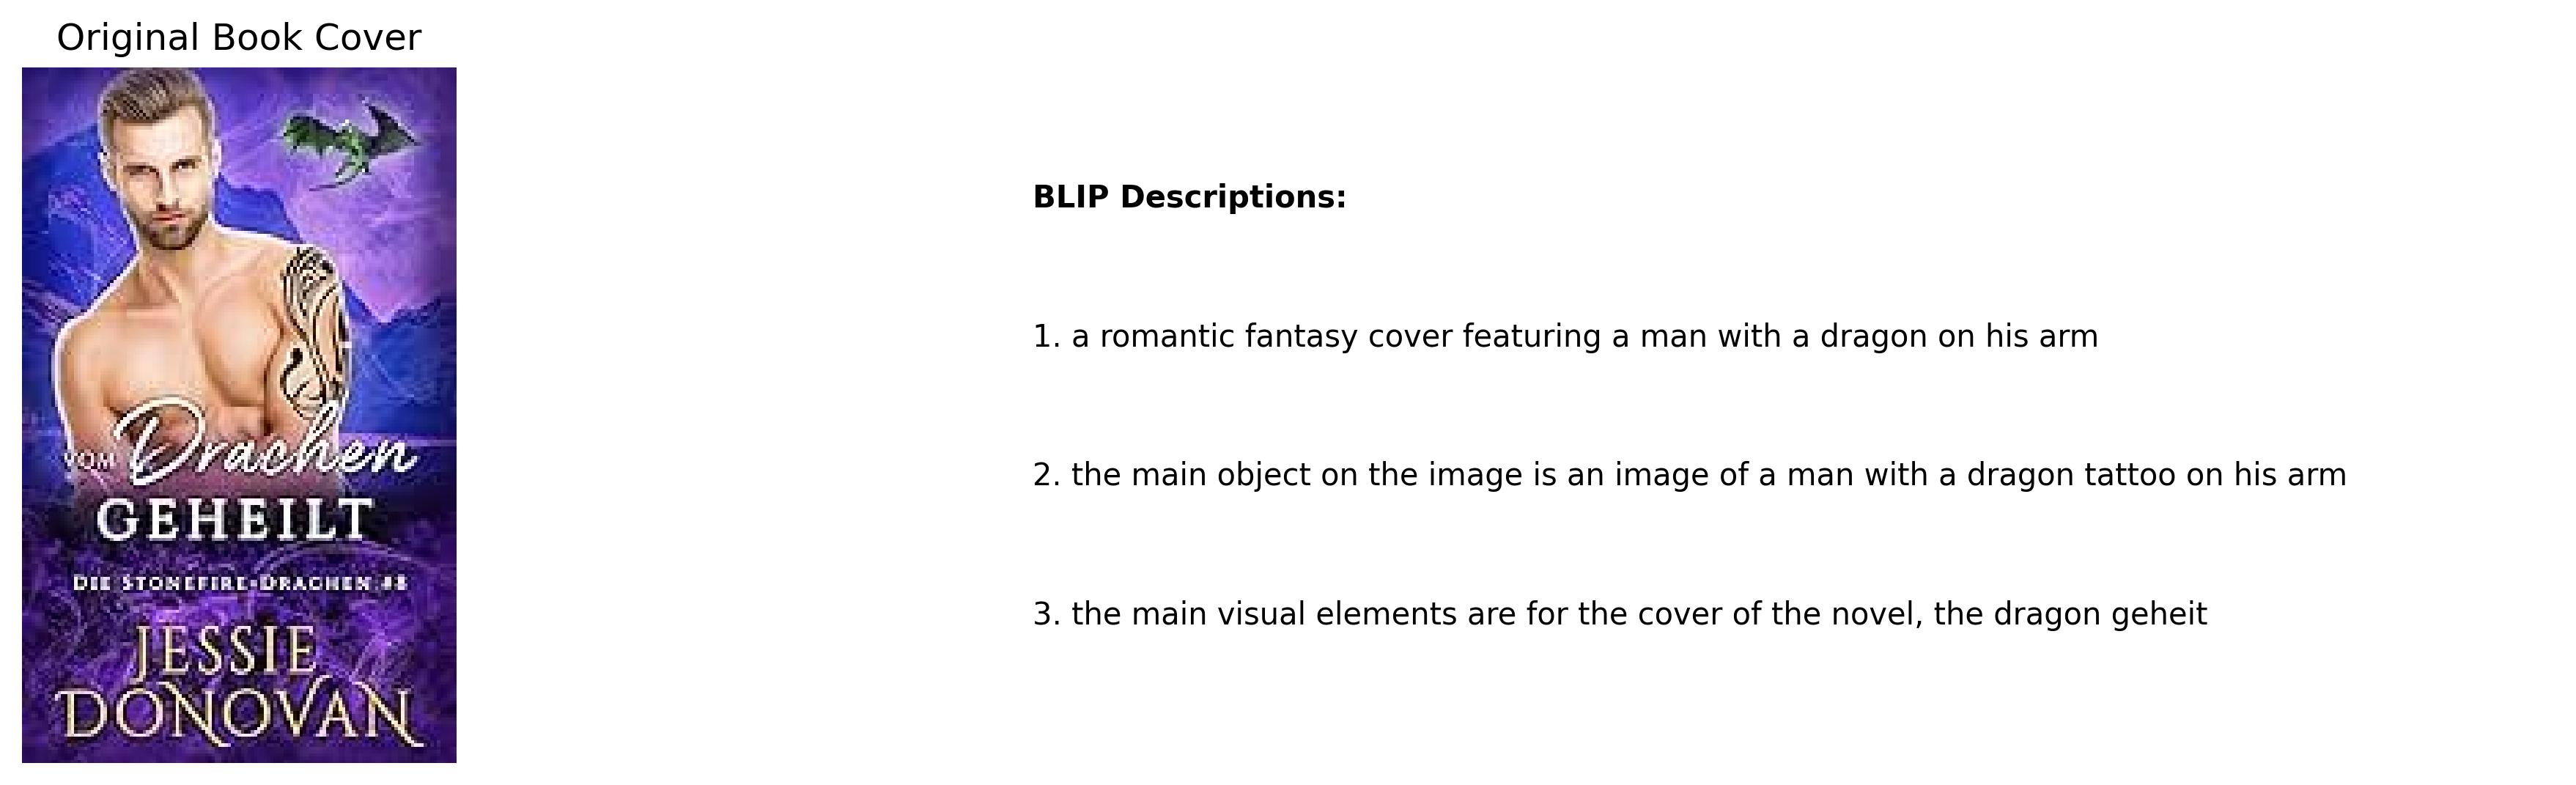 Original Book Cover
VOM Drachen
GEHEILT
DIE STONEFIRE-DRACHEN #8
JESSIE
DONOVAN
BLIP Descriptions:
1. a romantic fantasy cover featuring a man with a dragon on his arm
2. the main object on the image is an image of a man with a dragon tattoo on his arm
3. the main visual elements are for the cover of the novel, the dragon geheit